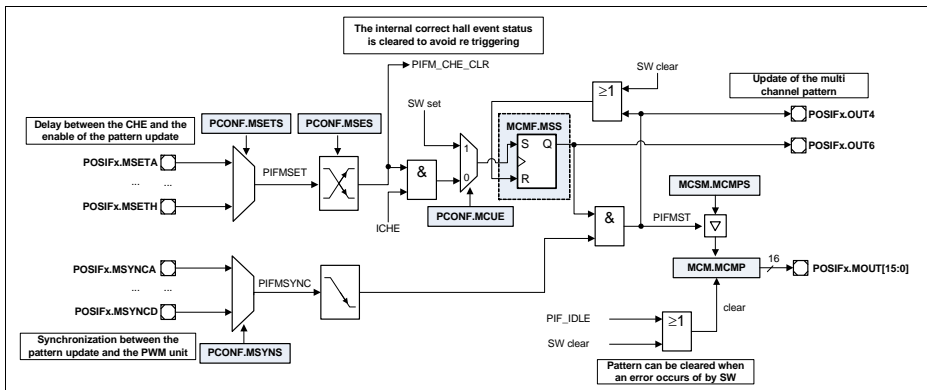 The internal correct hall event status
is cleared to avoid re triggering
PIFM_CHE_CLR
SW clear
≥1
Update of the multi
channel pattern
POSIFx.OUT4
SW set
Delay between the CHE and the
enable of the pattern update
PCONF.MSETS
PCONF.MSES
MCMF.MSS
POSIFx.OUT6
POSIFx.MSETA
... ...
POSIFx.MSETH
PIFMSET
&
1
0
S Q
R
ICHE
PCONF.MCUE
MCSM.MCMPS
&
PIFMST
∇
POSIFx.MSYNCA
... ...
POSIFx.MSYNCD
PIFMSYNC
MCM.MCMP
16
POSIFx.MOUT[15:0]
clear
PIF_IDLE
≥1
SW clear
Synchronization between the
pattern update and the PWM unit
PCONF.MSYNS
Pattern can be cleared when
an error occurs of by SW